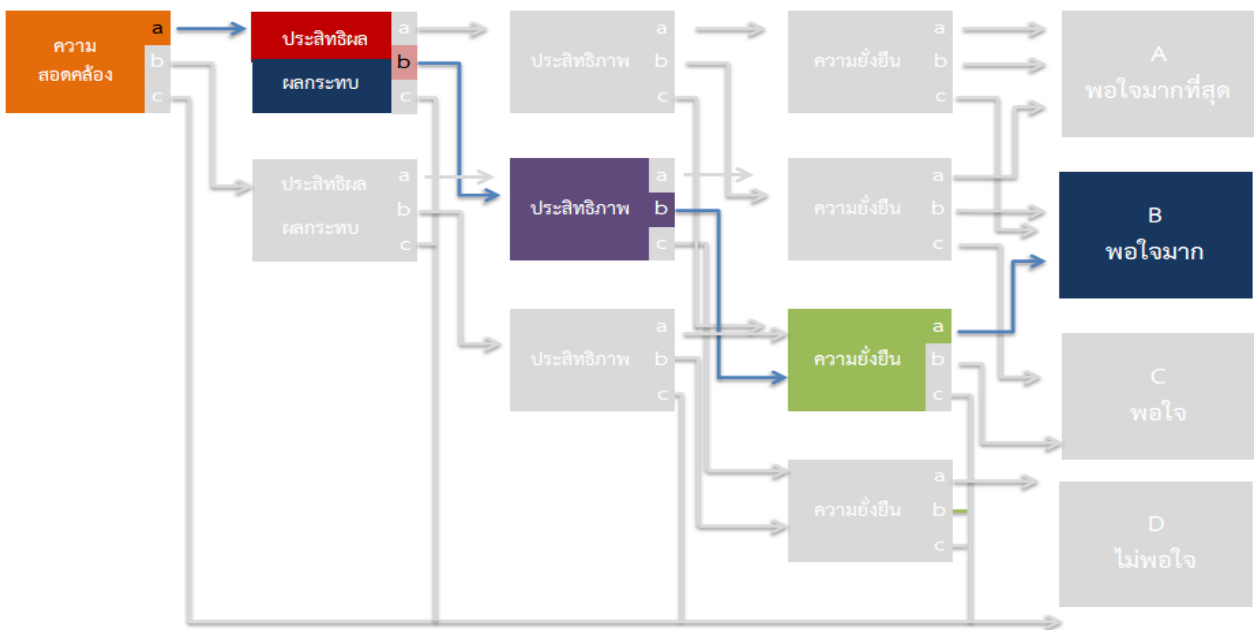 ความ
สอดคล้อง
a
b
c
ประสิทธิผล
ผลกระทบ
a
b
c
ประสิทธิภาพ
a
b
c
ความยั่งยืน
a
b
c
A
พอใจมากที่สุด
ประสิทธิผล
ผลกระทบ
a
b
c
ประสิทธิภาพ
a
b
c
ความยั่งยืน
a
b
c
B
พอใจมาก
ประสิทธิภาพ
a
b
c
ความยั่งยืน
a
b
c
C
พอใจ
ความยั่งยืน
a
b
c
D
ไม่พอใจ